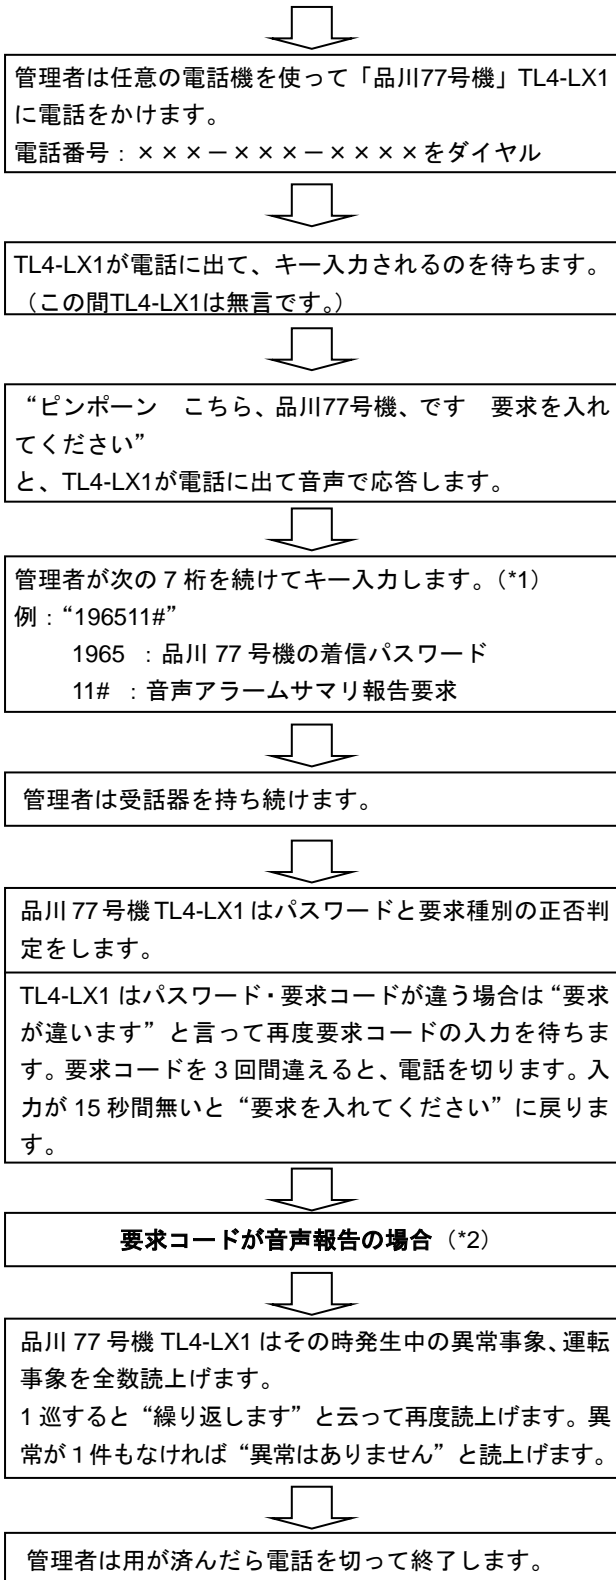 管理者は任意の電話機を使って「品川77号機」TL4-LX1
に電話をかけます。
電話番号：×××－×××－××××をダイヤル
TL4-LX1が電話に出て、キー入力されるのを待ちます。
（この間TL4-LX1は無言です。）
“ピンポーン　こちら、品川77号機、です　要求を入れ
てください”
と、TL4-LX1が電話に出て音声で応答します。
管理者が次の 7 桁を続けてキー入力します。（*1）
例：“196511#”
1965 ：品川 77 号機の着信パスワード
11# ：音声アラームサマリ報告要求
管理者は受話器を持ち続けます。
品川 77 号機 TL4-LX1 はパスワードと要求種別の正否判
定をします。
TL4-LX1 はパスワード・要求コードが違う場合は“要求
が違います”と言って再度要求コードの入力を待ちま
す。要求コードを 3 回間違えると、電話を切ります。入
力が 15 秒間無いと“要求を入れてください”に戻りま
す。
要求コードが音声報告の場合（*2）
品川 77 号機 TL4-LX1 はその時発生中の異常事象、運転
事象を全数読上げます。
1 巡すると“繰り返します”と云って再度読上げます。異
常が 1 件もなければ“異常はありません”と読上げます。
管理者は用が済んだら電話を切って終了します。